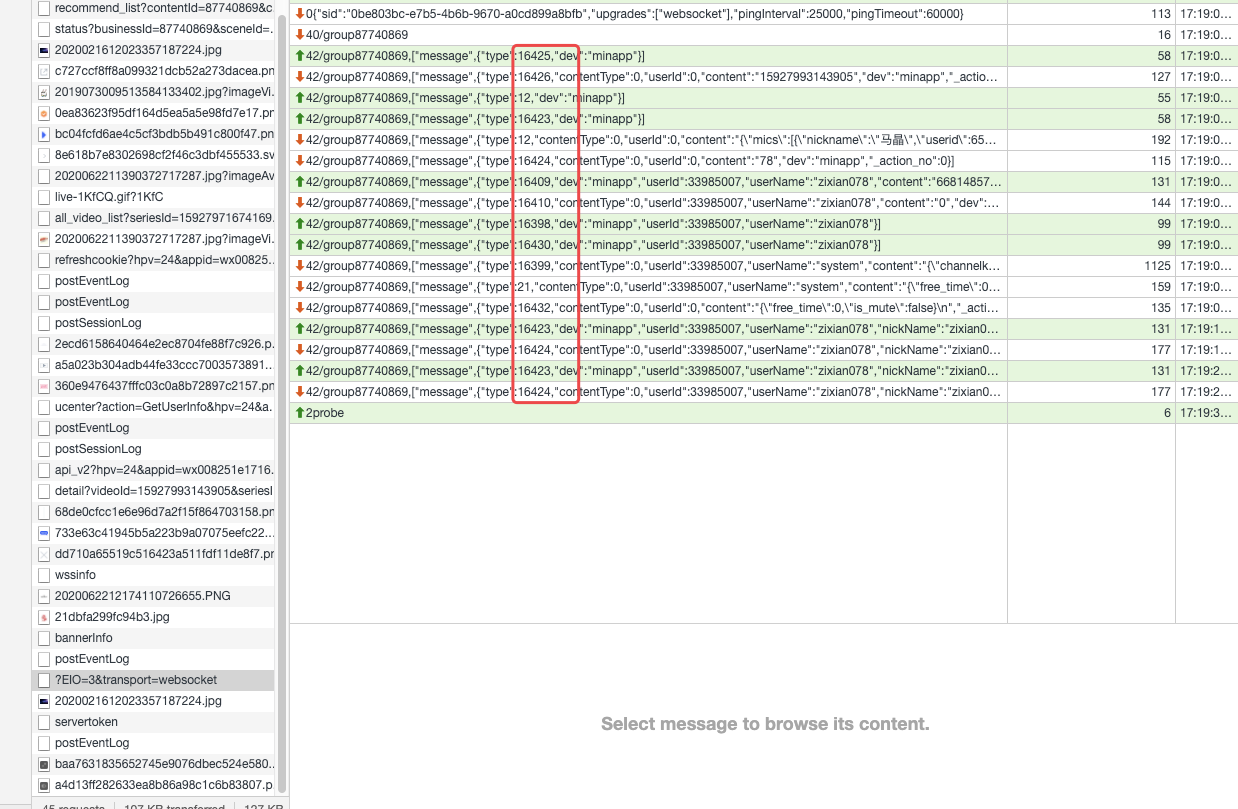 recommend_list?contentId=87740869&c
status?businessId=87740869&sceneId=...
2020021612023357187224.jpg
c727ccf8ff8a099321dcb52a273dacea.pn
2019073009513584133402.jpg?imageVi...
0ea83623f95df164d5ea5a5e98fd7e17.pn
bc04fcfd6ae4c5cf3bdb5b491c800f47.pn
8e618b7e8302698cf2f46c3dbf455533.sv
2020062211390372717287.jpg?imageAv
live-1KfCQ.gif?1KfC
all_video_list?seriesId=15927971674169...
2020062211390372717287.jpg?imageVi...
refreshcookie?hpv=24&appid=wx00825...
postEventLog
postEventLog
postSessionLog
2ecd6158640464e2ec8704fe88f7c926.p...
a5a023b304adb44fe33ccc7003573891...
360e9476437fffc03c0a8b72897c2157.pn
ucenter?action=GetUserInfo&hpv=24&a...
postEventLog
postSessionLog
api_v2?hpv=24&appid=wx008251e1716...
detail?videoId=15927993143905&seriesI
68de0cfcc1e6e96d7a2f15f864703158.pn
733e63c41945b5a223b9a07075eefc22...
dd710a65519c516423a511fdf11de8f7.pr
wssinfo
2020062212174110726655.PNG
21dbfa299fc94b3.jpg
bannerInfo
postEventLog
?EIO=3&transport=websocket
2020021612023357187224.jpg
servertoken
postEventLog
baa7631835652745e9076dbec524e580...
a4d13ff282633ea8b86a98c1c6b83807.p
45 requests 107 KB transferred 137 KB
0{"sid":"0be803bc-e7b5-4b6b-9670-a0cd899a8bfb","upgrades":["websocket"],"pingInterval":25000,"pingTimeout":60000} 113 17:19:0...
40/group87740869 16 17:19:0...
42/group87740869,["message",{"type":16425,"dev":"minapp"}] 58 17:19:0...
42/group87740869,["message",{"type":16426,"contentType":0,"userId":0,"content":"15927993143905","dev":"minapp","_actio... 127 17:19:0...
42/group87740869,["message",{"type":12,"dev":"minapp"}] 55 17:19:0...
42/group87740869,["message",{"type":16423,"dev":"minapp"}] 58 17:19:0...
42/group87740869,["message",{"type":12,"contentType":0,"userId":0,"content":"{\"mics\":[{\"nickname\":\"马晶\",\"userid\":65... 192 17:19:0...
42/group87740869,["message",{"type":16424,"contentType":0,"userId":0,"content":"78","dev":"minapp","_action_no":0}] 115 17:19:0...
42/group87740869,["message",{"type":16409,"dev":"minapp","userId":33985007,"userName":"zixian078","content":"66814857... 131 17:19:0...
42/group87740869,["message",{"type":16410,"contentType":0,"userId":33985007,"userName":"zixian078","content":"0","dev":... 144 17:19:0...
42/group87740869,["message",{"type":16398,"dev":"minapp","userId":33985007,"userName":"zixian078"}] 99 17:19:0...
42/group87740869,["message",{"type":16430,"dev":"minapp","userId":33985007,"userName":"zixian078"}] 99 17:19:0...
42/group87740869,["message",{"type":16399,"contentType":0,"userId":33985007,"userName":"system","content":"{\"channelk... 1125 17:19:0...
42/group87740869,["message",{"type":21,"contentType":0,"userId":33985007,"userName":"system","content":"{\"free_time\":0... 159 17:19:0...
42/group87740869,["message",{"type":16432,"contentType":0,"userId":0,"content":"{\"free_time\":0,\"is_mute\":false}\n","_acti... 135 17:19:0...
42/group87740869,["message",{"type":16423,"dev":"minapp","userId":33985007,"userName":"zixian078","nickName":"zixian0... 131 17:19:1...
42/group87740869,["message",{"type":16424,"contentType":0,"userId":33985007,"userName":"zixian078","nickName":"zixian0... 177 17:19:1...
42/group87740869,["message",{"type":16423,"dev":"minapp","userId":33985007,"userName":"zixian078","nickName":"zixian0... 131 17:19:2...
42/group87740869,["message",{"type":16424,"contentType":0,"userId":33985007,"userName":"zixian078","nickName":"zixian0... 177 17:19:2...
2probe 6 17:19:3...
Select message to browse its content.